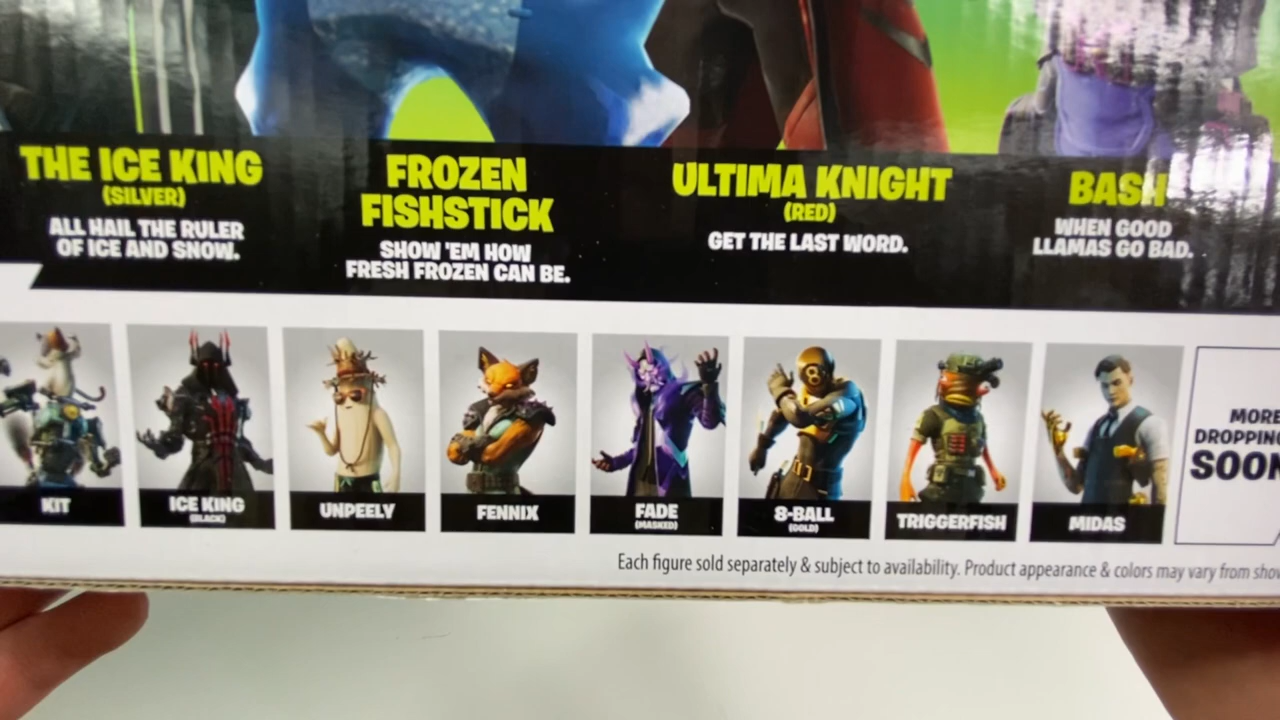 THE ICE KING
(SILVER)
ALL HAIL THE RULER
OF ICE AND SNOW.
FROZEN
FISHSTICK
SHOW 'EM HOW
FRESH FROZEN CAN BE.
ULTIMA KNIGHT
(RED)
GET THE LAST WORD.
BASH
WHEN GOOD
LLAMAS GO BAD.
KIT
ICE KING
(BLACK)
UNPEELY
FENNIX
FADE
(MASKED)
8-BALL
(GOLD)
TRIGGERFISH
MIDAS
MORE
DROPPING
SOON
Each figure sold separately & subject to availability. Product appearance & colors may vary from show